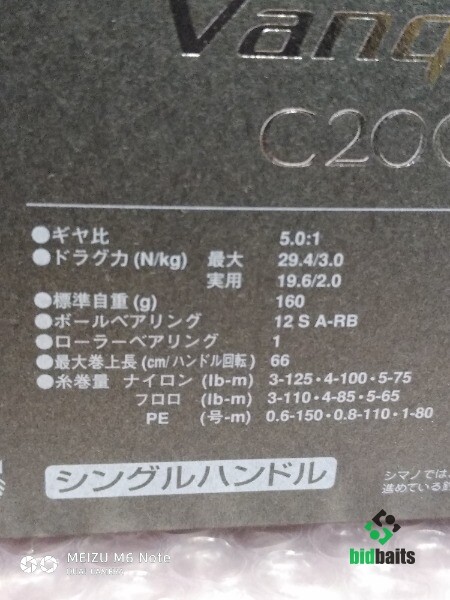 Vanq
C200
●ギヤ比 5.0:1
●ドラグ力(N/kg) 最大 29.4/3.0
実用 19.6/2.0
●標準自重(g) 160
●ボールベアリング 12 S A-RB
●ローラーベアリング 1
●最大巻上長(cm/ハンドル回転) 66
●糸巻量 ナイロン (lb-m) 3-125・4-100・5-75
フロロ (lb-m) 3-110・4-85・5-65
PE (号-m) 0.6-150・0.8-110・1-80
シングルハンドル
シマノでは、
進めている
MEIZU M6 Note
DUAL CAMERA
bidbaits